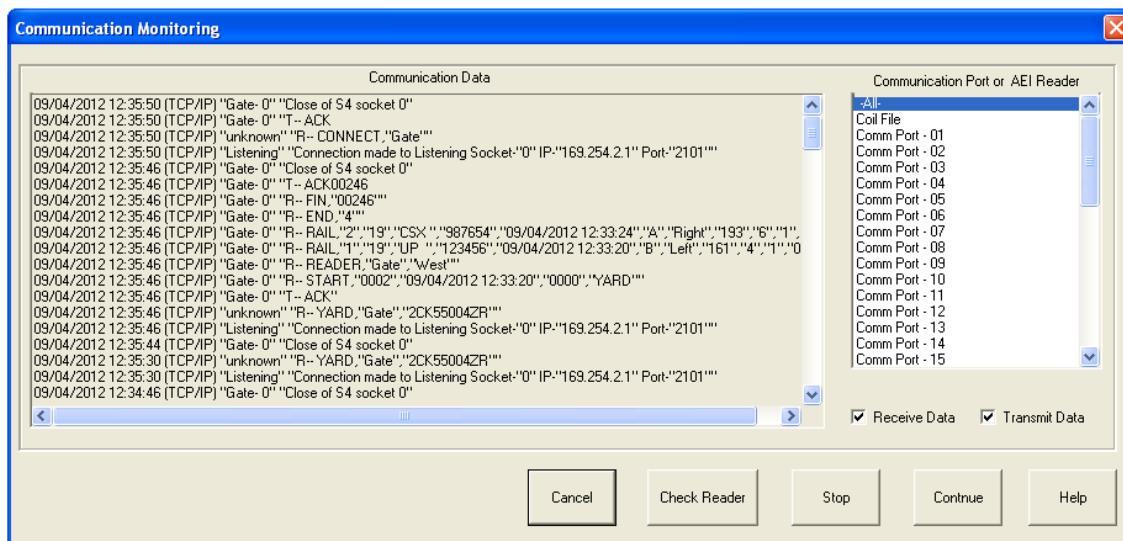 Communication Monitoring
Communication Data
09/04/2012 12:35:50 (TCP/IP) "Gate- 0" "Close of S4 socket 0"
09/04/2012 12:35:50 (TCP/IP) "Gate- 0" "T-- ACK
09/04/2012 12:35:50 (TCP/IP) "unknown" "R-- CONNECT,"Gate""
09/04/2012 12:35:50 (TCP/IP) "Listening" "Connection made to Listening Socket-"0" IP-"169.254.2.1" Port-"2101""
09/04/2012 12:35:46 (TCP/IP) "Gate- 0" "Close of S4 socket 0"
09/04/2012 12:35:46 (TCP/IP) "Gate- 0" "T-- ACK00246
09/04/2012 12:35:46 (TCP/IP) "Gate- 0" "R-- FIN,"00246""
09/04/2012 12:35:46 (TCP/IP) "Gate- 0" "R-- END,"4""
09/04/2012 12:35:46 (TCP/IP) "Gate- 0" "R-- RAIL,"2","19","CSX ","987654","09/04/2012 12:33:24","A","Right","193","6","1",
09/04/2012 12:35:46 (TCP/IP) "Gate- 0" "R-- RAIL,"1","19","UP  ","123456","09/04/2012 12:33:20","B","Left","161","4","1","0
09/04/2012 12:35:46 (TCP/IP) "Gate- 0" "R-- READER,"Gate","West""
09/04/2012 12:35:46 (TCP/IP) "Gate- 0" "R-- START,"0002","09/04/2012 12:33:20","0000","YARD""
09/04/2012 12:35:46 (TCP/IP) "Gate- 0" "T-- ACK"
09/04/2012 12:35:46 (TCP/IP) "unknown" "R-- YARD,"Gate","2CK55004ZR""
09/04/2012 12:35:46 (TCP/IP) "Listening" "Connection made to Listening Socket-"0" IP-"169.254.2.1" Port-"2101""
09/04/2012 12:35:44 (TCP/IP) "Gate- 0" "Close of S4 socket 0"
09/04/2012 12:35:30 (TCP/IP) "unknown" "R-- YARD,"Gate","2CK55004ZR""
09/04/2012 12:35:30 (TCP/IP) "Listening" "Connection made to Listening Socket-"0" IP-"169.254.2.1" Port-"2101""
09/04/2012 12:34:46 (TCP/IP) "Gate- 0" "Close of S4 socket 0"
Communication Port or AEI Reader
-All-
Coil File
Comm Port - 01
Comm Port - 02
Comm Port - 03
Comm Port - 04
Comm Port - 05
Comm Port - 06
Comm Port - 07
Comm Port - 08
Comm Port - 09
Comm Port - 10
Comm Port - 11
Comm Port - 12
Comm Port - 13
Comm Port - 14
Comm Port - 15
Receive Data Transmit Data
Cancel Check Reader Stop Contnue Help